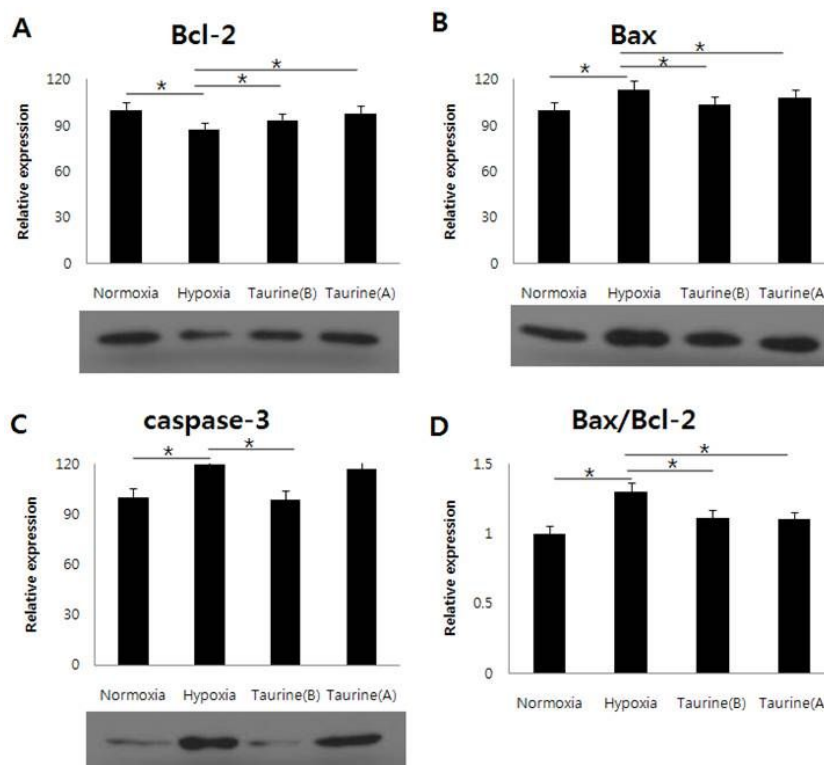 A
Bcl-2
*
*
*
120
90
60
30
0
Relative expression
Normoxia Hypoxia Taurine(B) Taurine(A)
B
Bax
*
*
*
120
90
60
30
0
Relative expression
Normoxia Hypoxia Taurine(B) Taurine(A
C
caspase-3
*
*
120
90
60
30
0
Relative expression
Normoxia Hypoxia Taurine(B) Taurine(A)
D
Bax/Bcl-2
*
*
*
1.5
1
0.5
0
Relative expression
Normoxia Hypoxia Taurine(B) Taurine(A